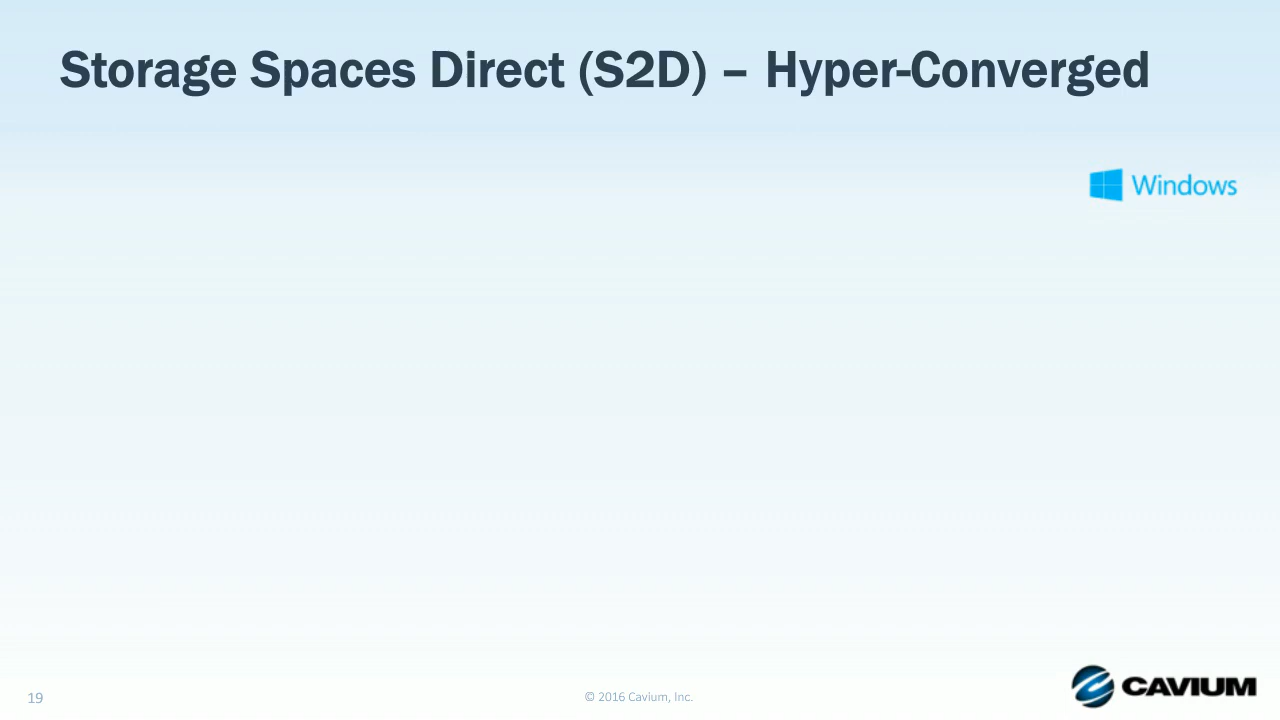 Storage Spaces Direct (S2D) – Hyper-Converged
Windows
19
© 2016 Cavium, Inc.
CAVIUM